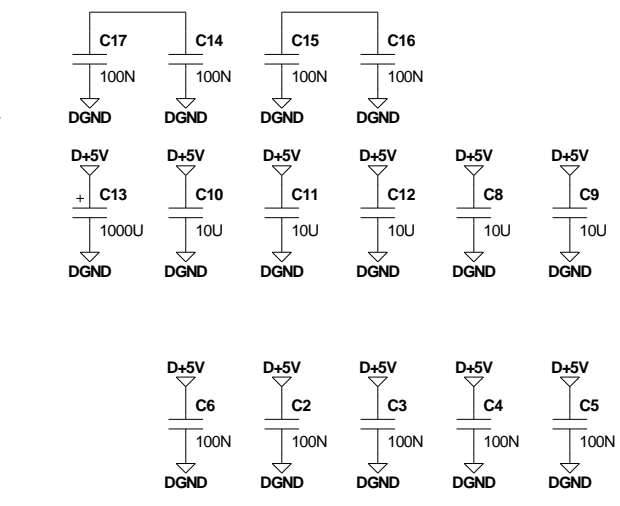 C17 C14 C15 C16
100N 100N 100N 100N
DGND DGND DGND DGND
D+5V D+5V D+5V D+5V D+5V D+5V
+ C13 C10 C11 C12 C8 C9
1000U 10U 10U 10U 10U 10U
DGND DGND DGND DGND DGND DGND
D+5V D+5V D+5V D+5V D+5V
C6 C2 C3 C4 C5
100N 100N 100N 100N 100N
DGND DGND DGND DGND DGND